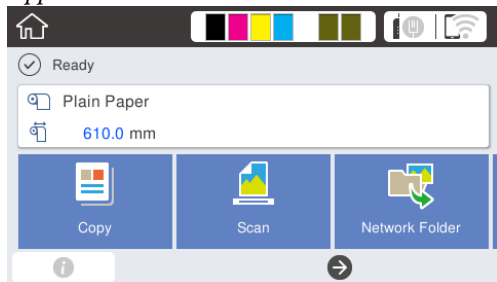 Ready
Plain Paper
610.0 mm
Copy
Scan
Network Folder
i